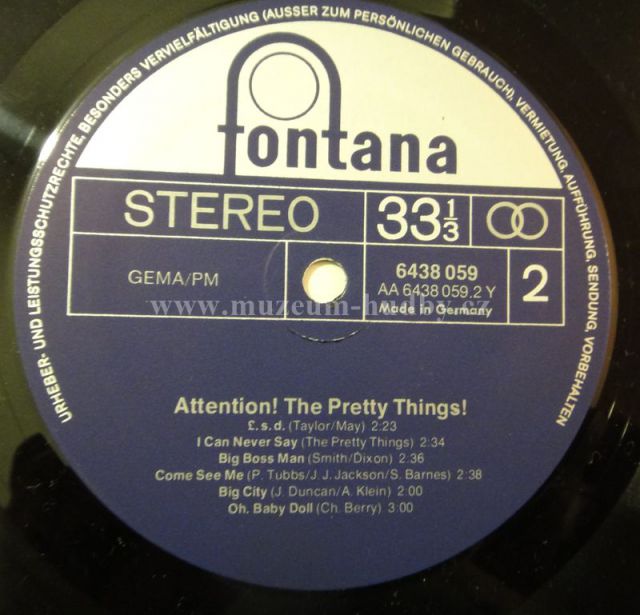 URHEBER- UND LEISTUNGSSCHUTZRECHTE, BESONDERS VERVIELFÄLTIGUNG (AUSSER ZUM PERSÖNLICHEN GEBRAUCH), VERMIETUNG, AUFFÜHRUNG, SENDUNG, VORBEHALTEN
fontana
STEREO 33 1/3
GEMA/PM
6438 059
AA 6438 059.2 Y
Made in Germany
2
www.muzeum-hudby.cz
Attention! The Pretty Things!
£.s.d. (Taylor/May) 2:23
I Can Never Say (The Pretty Things) 2:34
Big Boss Man (Smith/Dixon) 2:36
Come See Me (P. Tubbs/J. J. Jackson/S. Barnes) 2:38
Big City (J. Duncan/A. Klein) 2:00
Oh. Baby Doll (Ch. Berry) 3:00